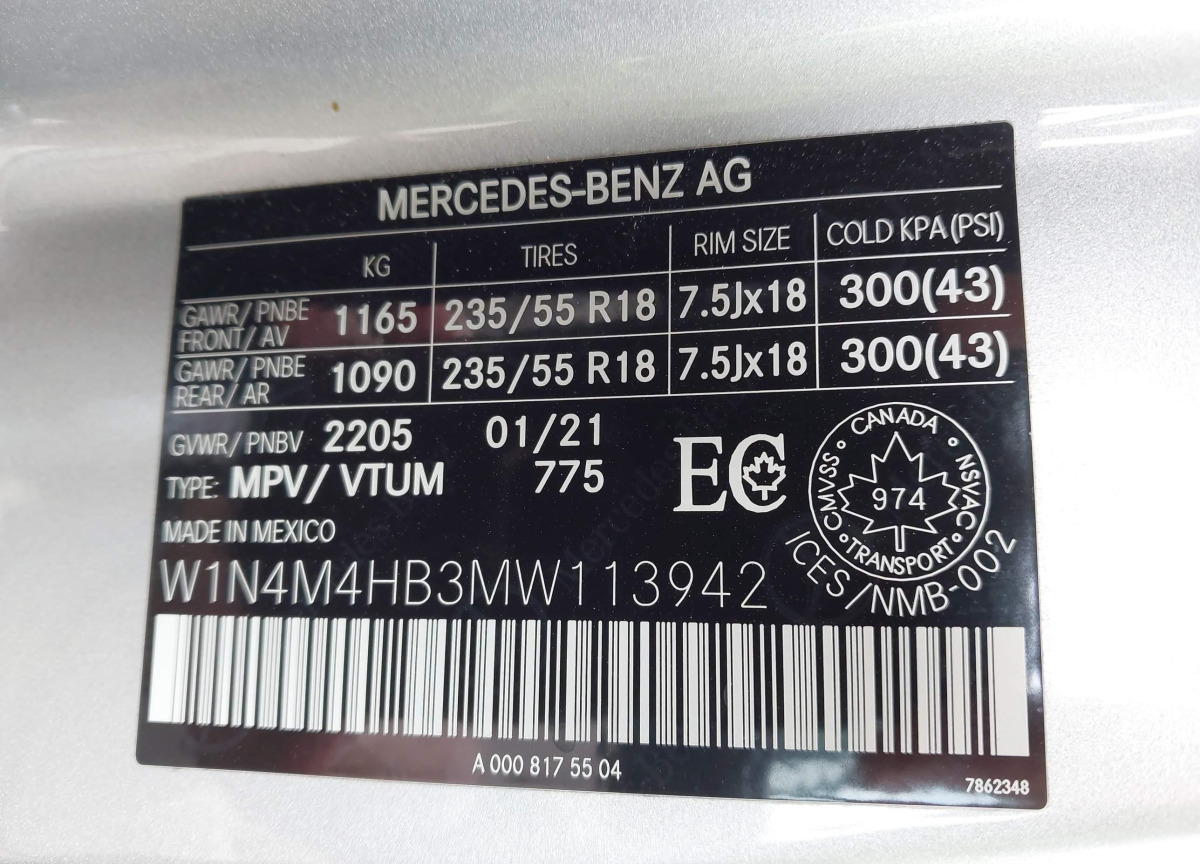 MERCEDES-BENZ AG
KG TIRES RIM SIZE COLD KPA (PSI)
GAWR/ PNBE
FRONT/ AV 1165 235/55 R18 7.5Jx18 300(43)
GAWR/ PNBE
REAR/ AR 1090 235/55 R18 7.5Jx18 300(43)
GVWR/ PNBV 2205 01/21
TYPE: MPV/ VTUM 775
EC
CANADA
CMVSS NSVAC
974
TRANSPORT
ICES/NMB-002
MADE IN MEXICO
W1N4M4HB3MW113942
A 000 817 55 04
7862348